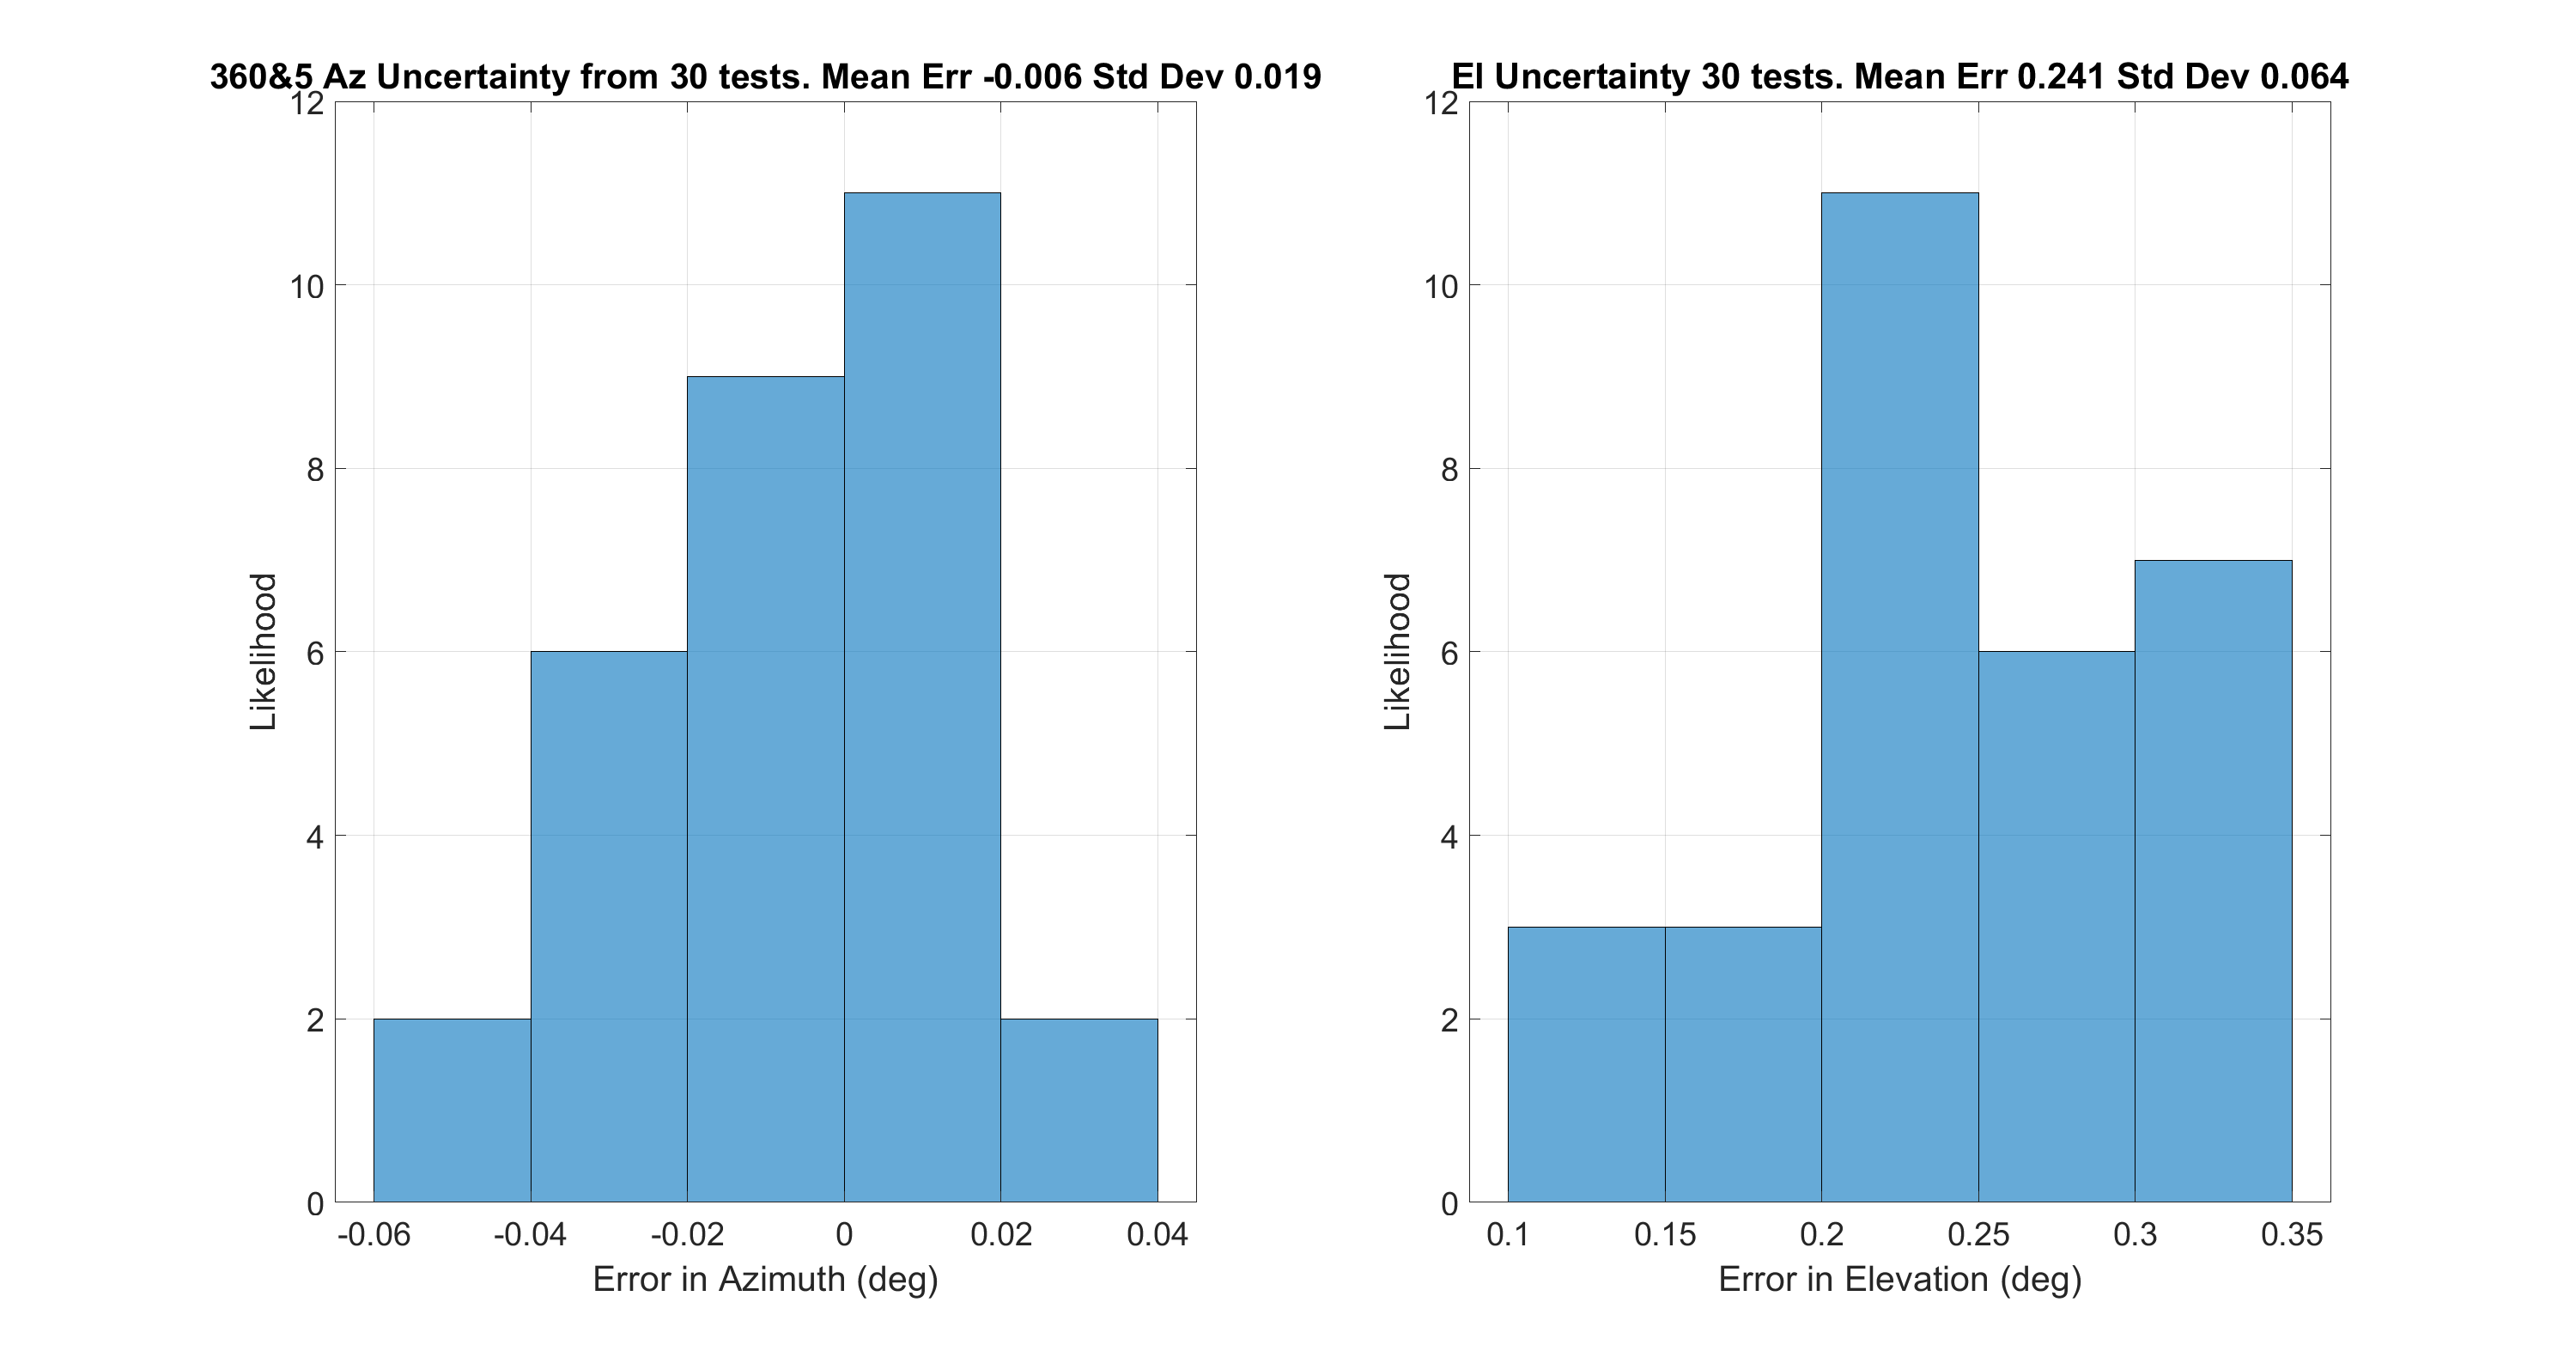 360&5 Az Uncertainty from 30 tests. Mean Err -0.006 Std Dev 0.019
12
10
8
6
4
2
0
Likelihood
-0.06 -0.04 -0.02 0 0.02 0.04
Error in Azimuth (deg)
El Uncertainty 30 tests. Mean Err 0.241 Std Dev 0.064
12
10
8
6
4
2
0
Likelihood
0.1 0.15 0.2 0.25 0.3 0.35
Error in Elevation (deg)